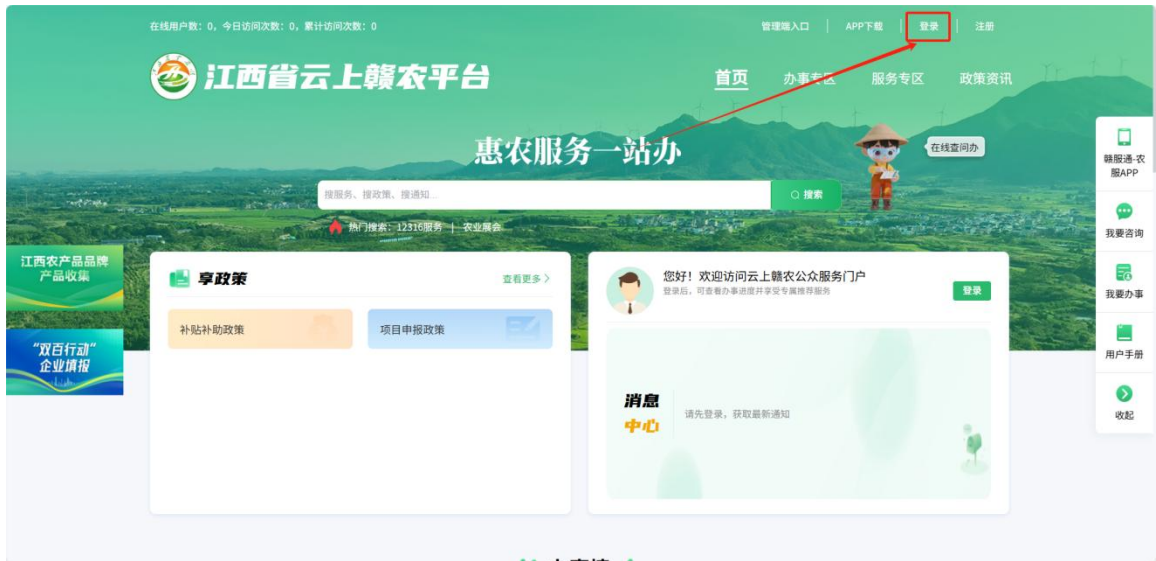 在线用户数：0，今日访问次数：0，累计访问次数：0
管理端入口 | APP下载 | 登录 | 注册
江西省云上赣农平台
首页 办事专区 服务专区 政策资讯
惠农服务一站办
在线查问办
搜服务、搜政策、搜通知...
搜索
热门搜索：12316服务 | 农业展会
赣服通-农
服APP
我要咨询
我要办事
用户手册
收起
江西农产品品牌
产品收集
“双百行动”
企业填报
享政策
查看更多>
补贴补助政策
项目申报政策
您好！欢迎访问云上赣农公众服务门户
登录后，可查看办事进度并享受专属推荐服务
登录
消息
中心
请先登录，获取最新通知